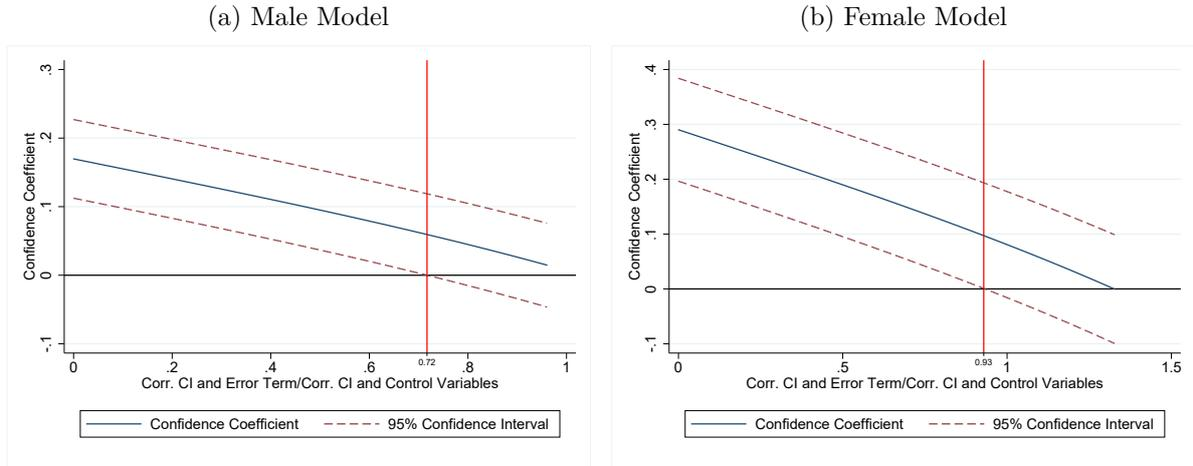 (a) Male Model
.3
.2
.1
0
-.1
Confidence Coefficient
0 .2 .4 .6 0.72 .8 1
Corr. CI and Error Term/Corr. CI and Control Variables
Confidence Coefficient 95% Confidence Interval
(b) Female Model
.4
.3
.2
.1
0
-.1
Confidence Coefficient
0 .5 0.93 1 1.5
Corr. CI and Error Term/Corr. CI and Control Variables
Confidence Coefficient 95% Confidence Interval